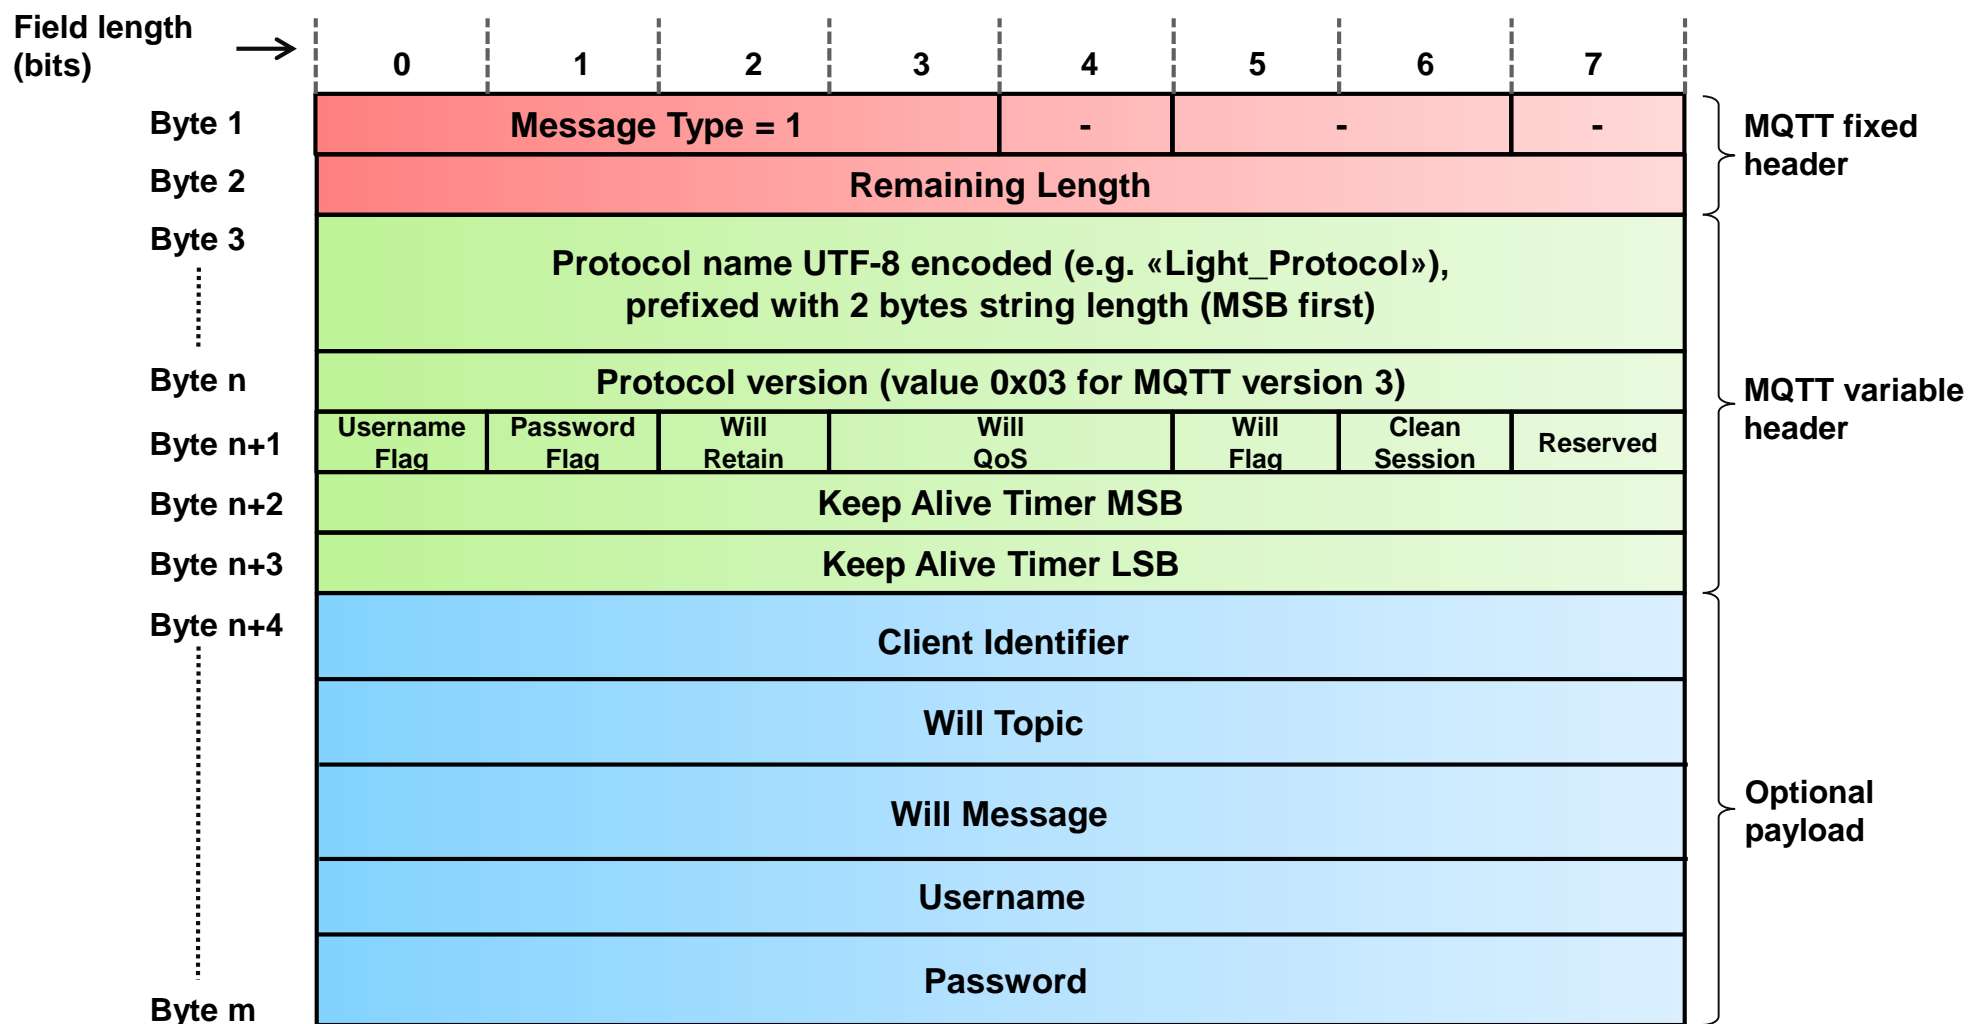 Field length
(bits)
0 1 2 3 4 5 6 7
Byte 1
Message Type = 1
-
-
-
MQTT fixed
header
Byte 2
Remaining Length
Byte 3
Protocol name UTF-8 encoded (e.g. «Light_Protocol»),
prefixed with 2 bytes string length (MSB first)
Byte n
Protocol version (value 0x03 for MQTT version 3)
MQTT variable
header
Byte n+1
Username
Flag
Password
Flag
Will
Retain
Will
QoS
Will
Flag
Clean
Session
Reserved
Byte n+2
Keep Alive Timer MSB
Byte n+3
Keep Alive Timer LSB
Byte n+4
Client Identifier
Will Topic
Will Message
Optional
payload
Username
Password
Byte m